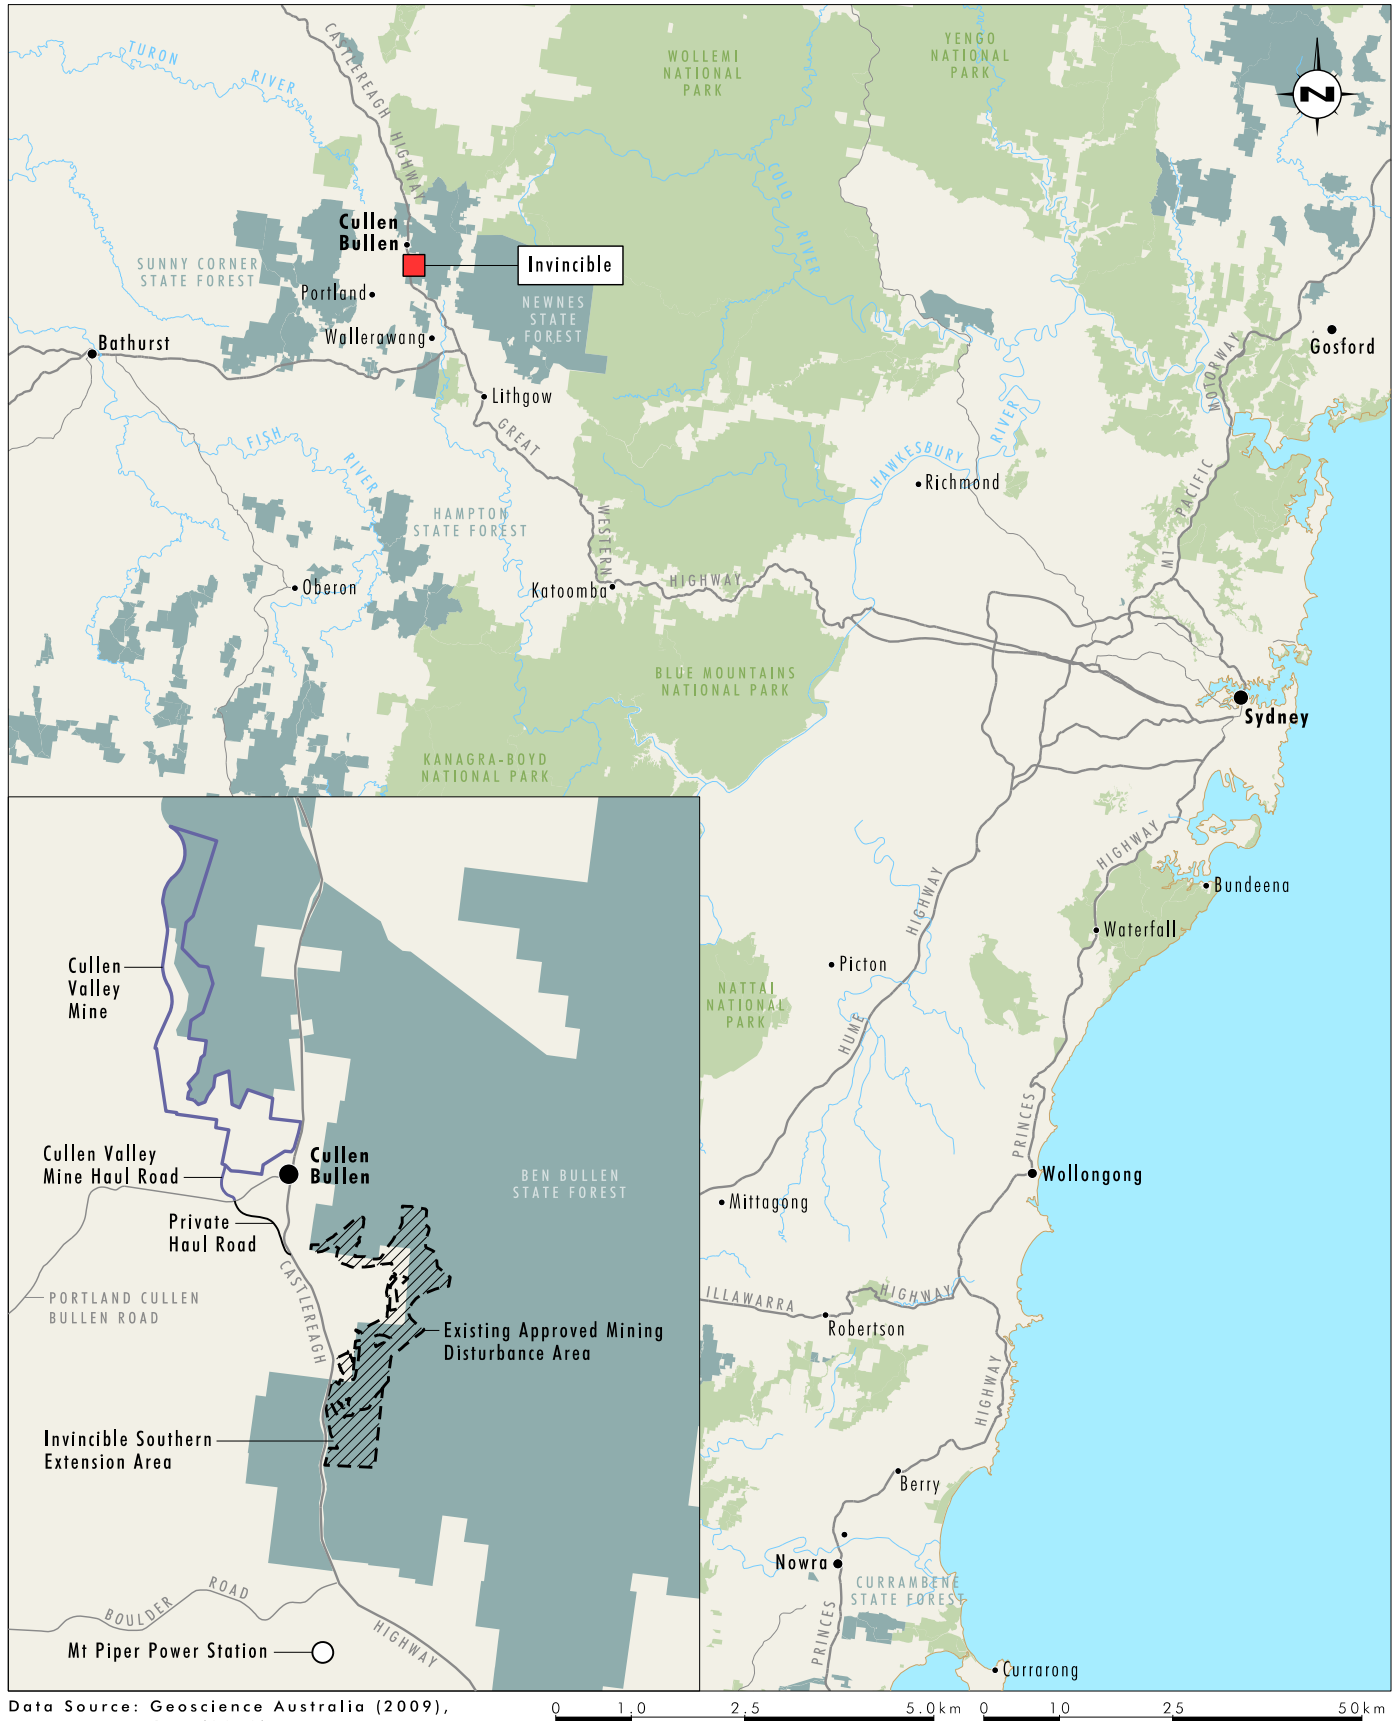 TURON
RIVER
CASTLEREAGH HIGHWAY
WOLLEMI
NATIONAL
PARK
YENGO
NATIONAL
PARK
N
COLO
RIVER
Cullen
Bullen
Invincible
SUNNY CORNER
STATE FOREST
Portland
NEWNES
STATE
FOREST
Wallerawang
Bathurst
Lithgow
Gosford
MOTORWAY
PACIFIC
M1
GREAT
WESTERN
HIGHWAY
FISH
RIVER
HAWKESBURY
RIVER
Richmond
HAMPTON
STATE FOREST
Oberon
Katoomba
BLUE MOUNTAINS
NATIONAL PARK
Sydney
KANAGRA-BOYD
NATIONAL PARK
HIGHWAY
Bundeena
Waterfall
HIGHWAY
Picton
NATTAI
NATIONAL
PARK
HUME
PRINCES
Wollongong
Mittagong
ILLAWARRA
HIGHWAY
Robertson
HIGHWAY
Berry
Nowra
CURRAMBENE
STATE FOREST
PRINCES
Currarong
Cullen
Valley
Mine
Cullen Valley
Mine Haul Road
Cullen
Bullen
BEN BULLEN
STATE FOREST
Private
Haul Road
PORTLAND CULLEN
BULLEN ROAD
CASTLEREAGH
Existing Approved Mining
Disturbance Area
Invincible Southern
Extension Area
BOULDER ROAD
HIGHWAY
Mt Piper Power Station
Data Source: Geoscience Australia (2009),
0 1.0 2.5 5.0km
0 10 25 50km